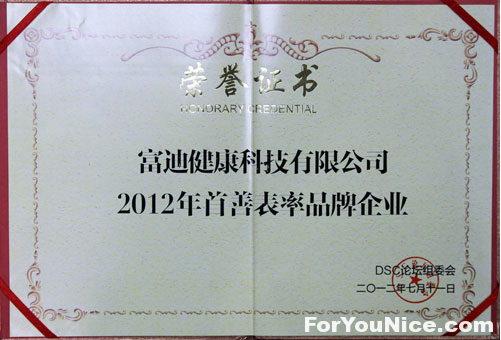 荣誉证书
HONORARY CREDENTIAL
富迪健康科技有限公司
2012年首善表率品牌企业
DSC论坛组委会
二〇一二年七月十一日
ForYouNice.com